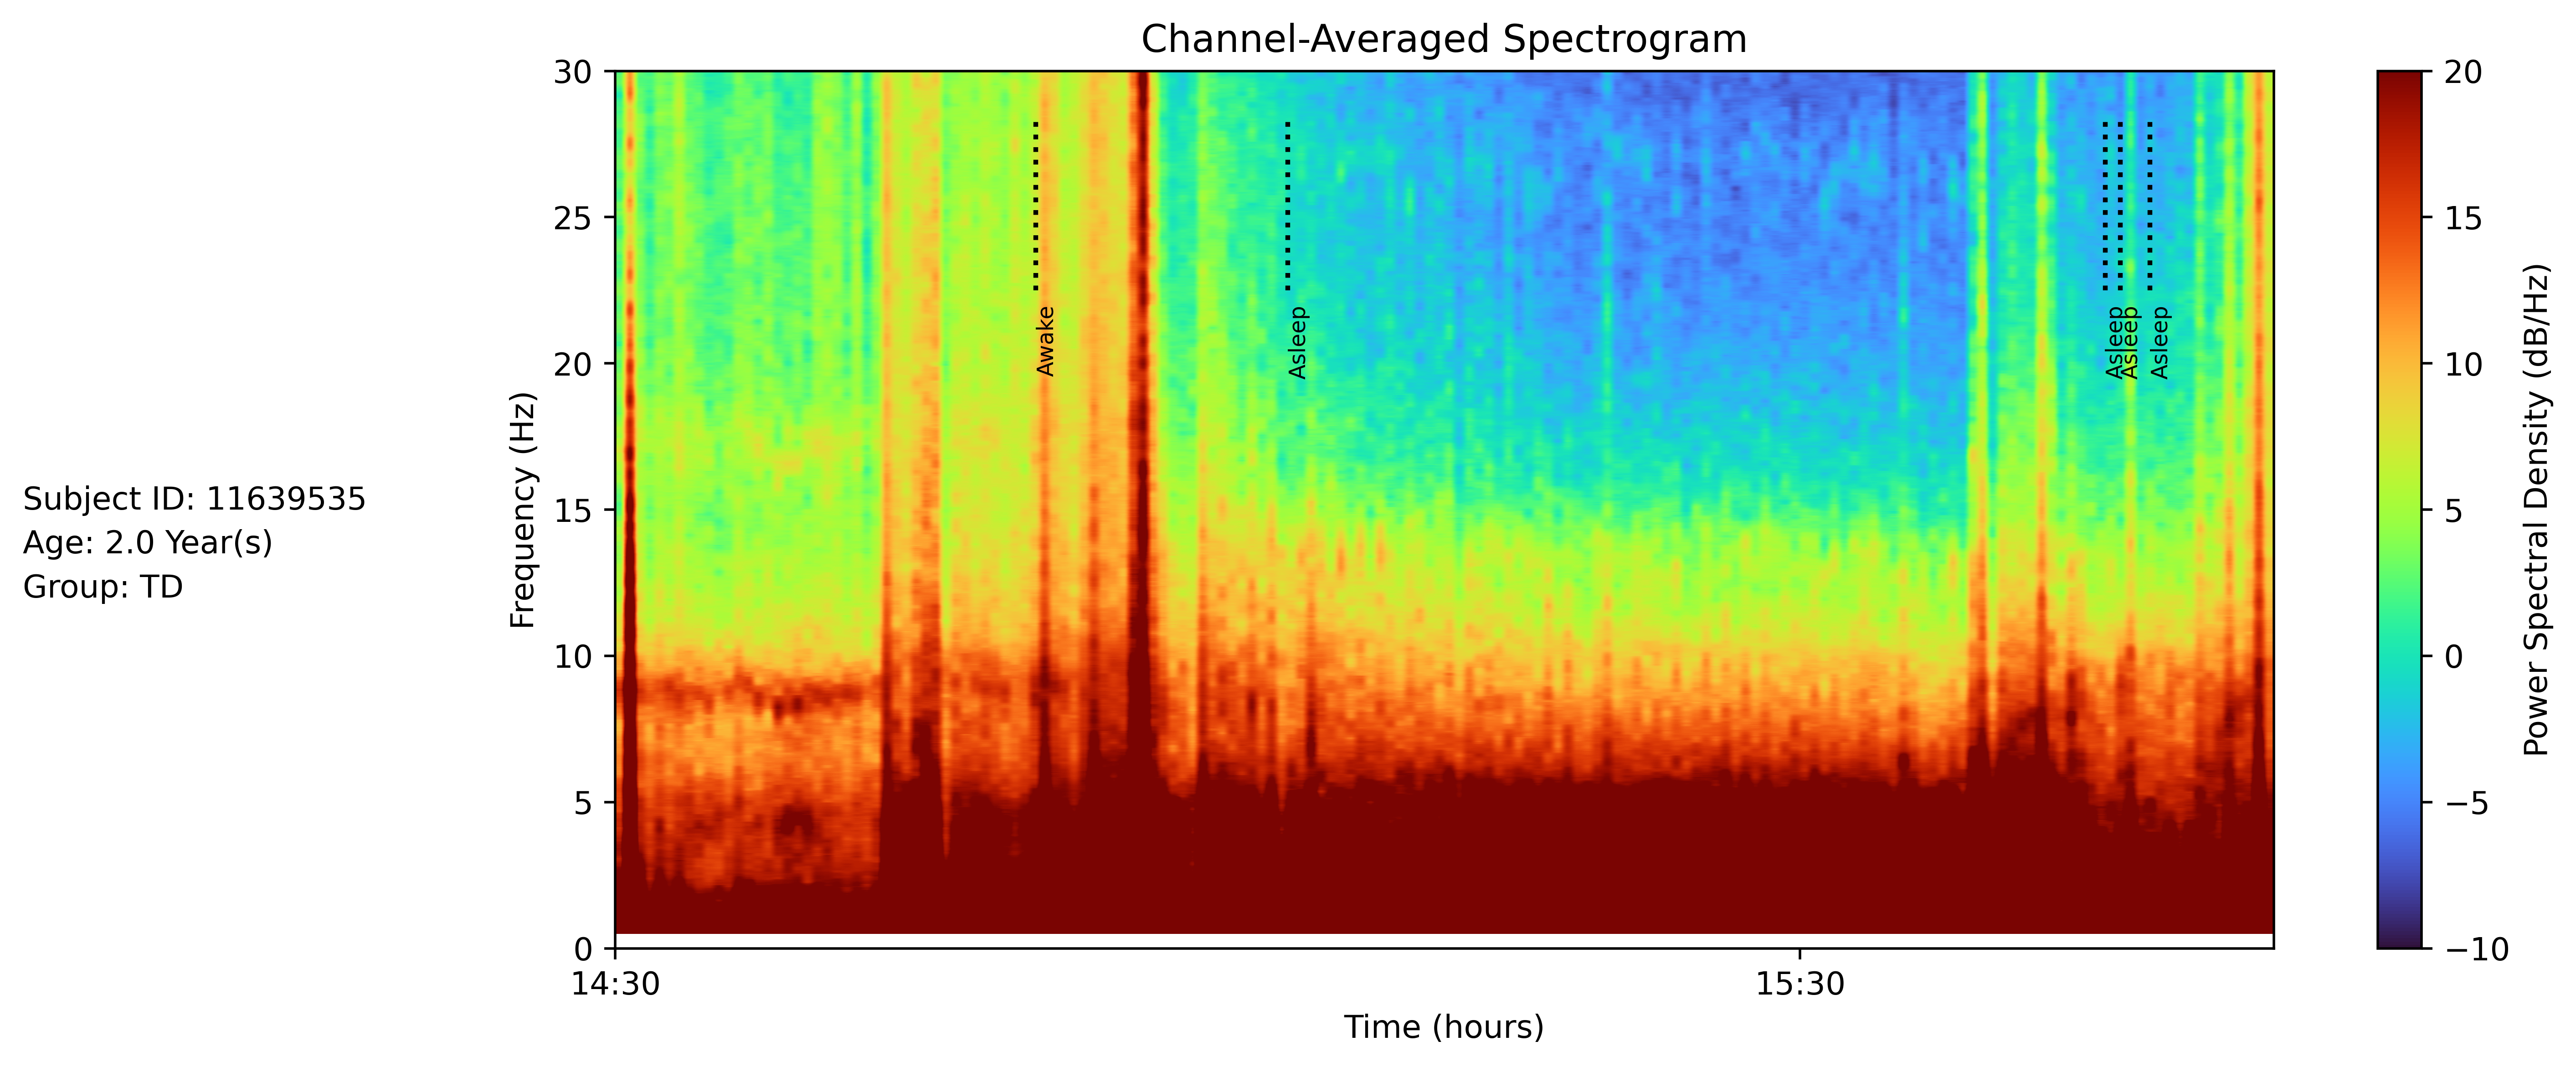 Channel-Averaged Spectrogram
Subject ID: 11639535
Age: 2.0 Year(s)
Group: TD
Frequency (Hz)
30
25
20
15
10
5
0
Awake
Asleep
Asleep
Asleep
Asleep
14:30
15:30
Time (hours)
20
15
10
5
0
−5
−10
Power Spectral Density (dB/Hz)